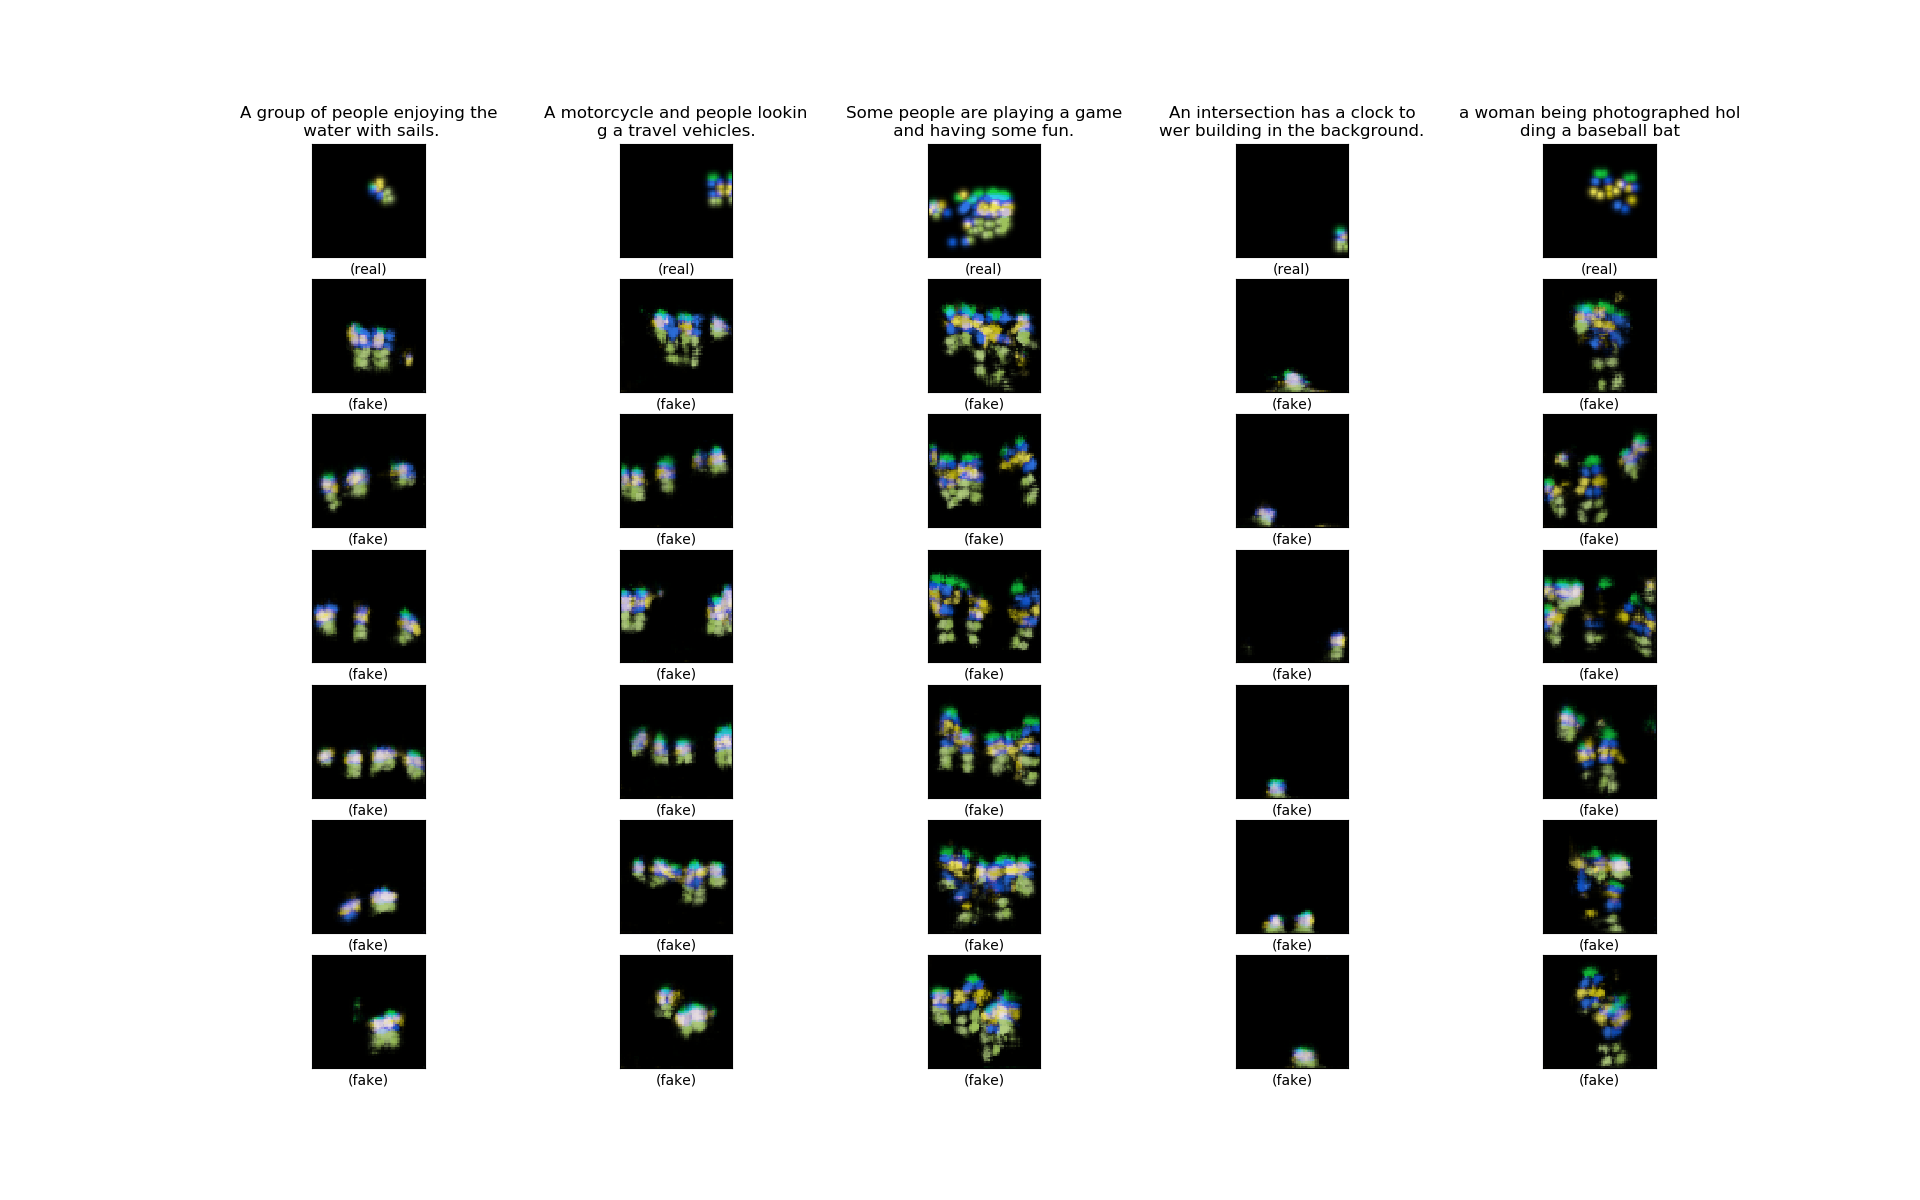 A group of people enjoying the
water with sails.
A motorcycle and people lookin
g a travel vehicles.
Some people are playing a game
and having some fun.
An intersection has a clock to
wer building in the background.
a woman being photographed hol
ding a baseball bat
(real) (real) (real) (real) (real)
(fake) (fake) (fake) (fake) (fake)
(fake) (fake) (fake) (fake) (fake)
(fake) (fake) (fake) (fake) (fake)
(fake) (fake) (fake) (fake) (fake)
(fake) (fake) (fake) (fake) (fake)
(fake) (fake) (fake) (fake) (fake)